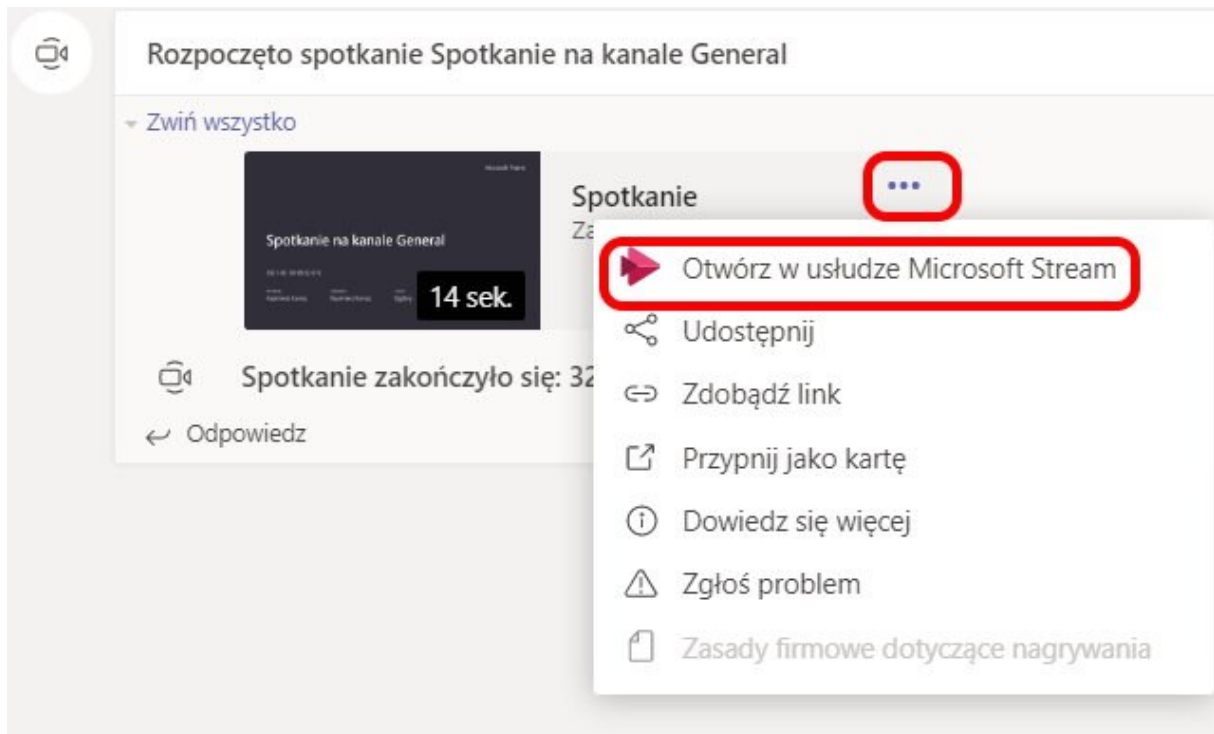 Rozpoczęto spotkanie Spotkanie na kanale General
Zwiń wszystko
Spotkanie na kanale General
14 sek.
Spotkanie
Za
Otwórz w usłudze Microsoft Stream
Udostępnij
Zdobądź link
Przypnij jako kartę
Dowiedz się więcej
Zgłoś problem
Zasady firmowe dotyczące nagrywania
Spotkanie zakończyło się: 32
Odpowiedz